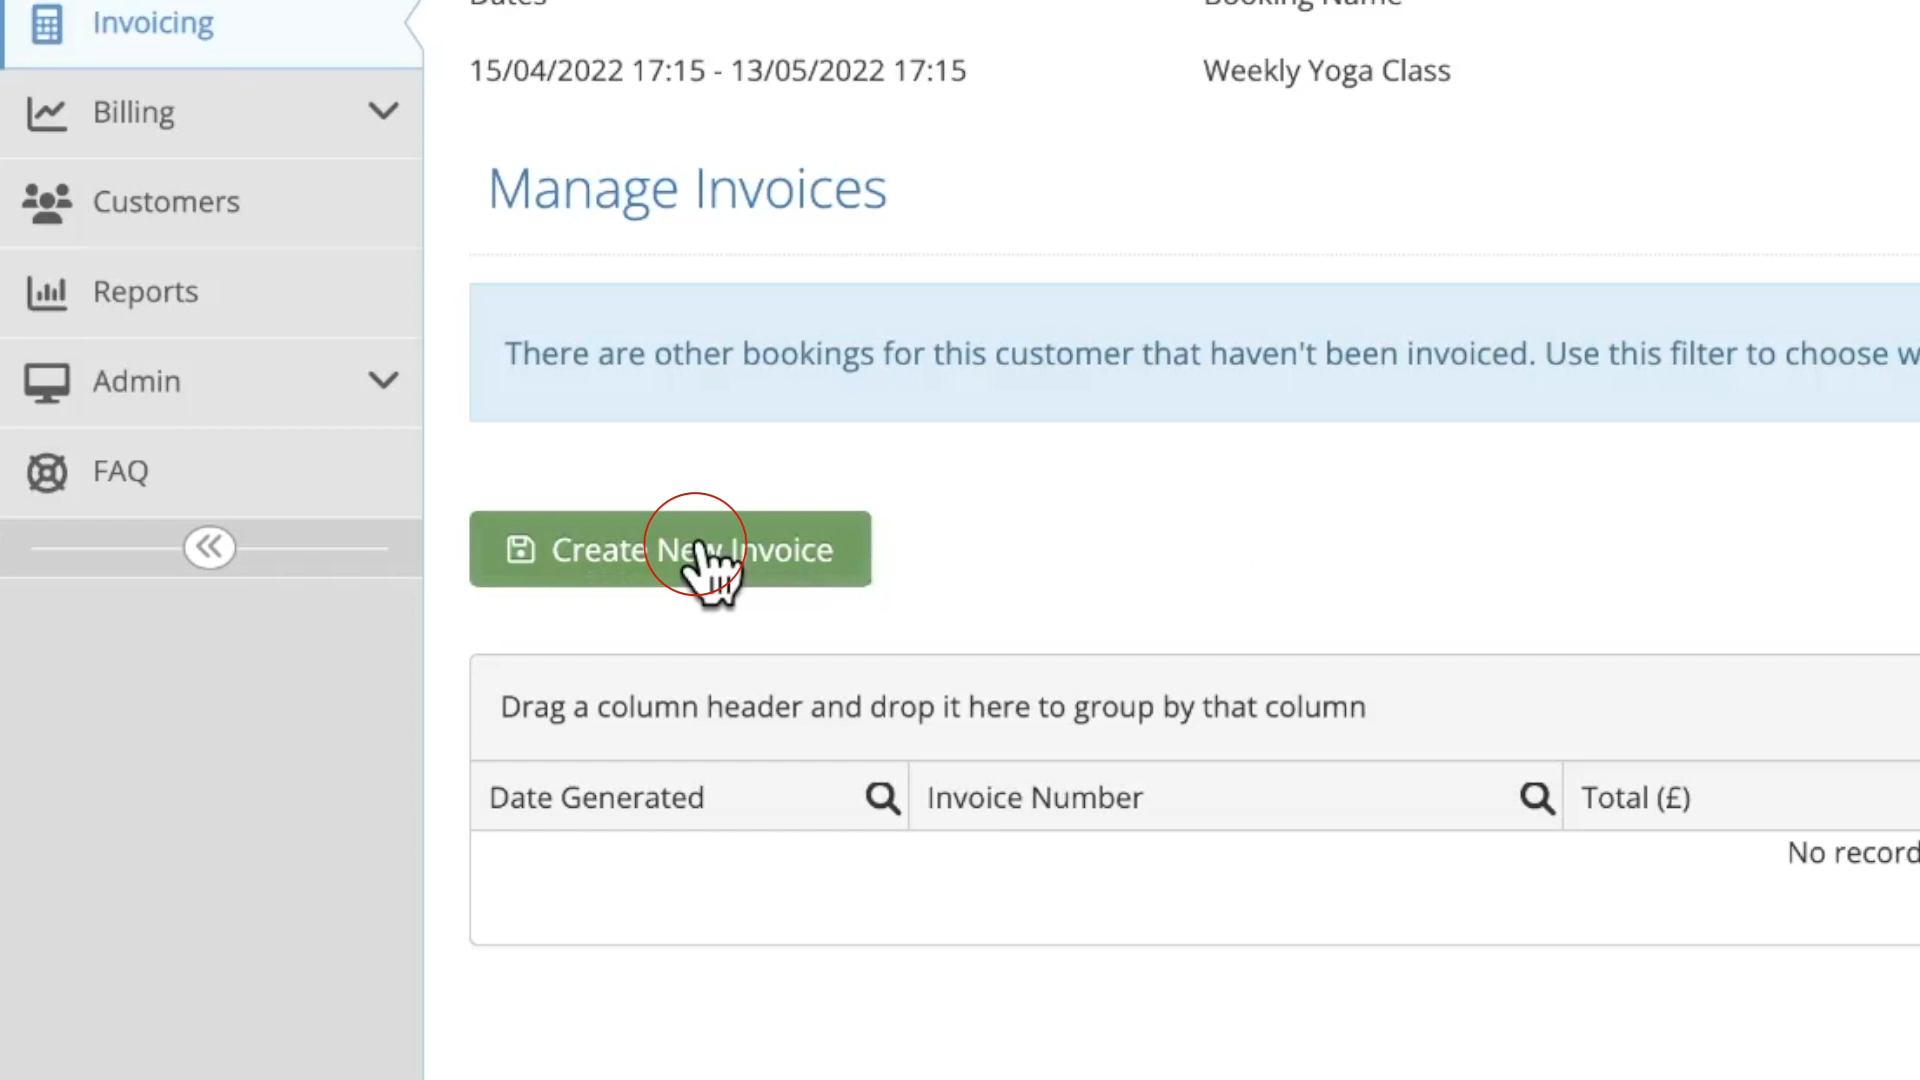 Invoicing
Billing
Customers
Reports
Admin
FAQ
Dates
Booking Name
15/04/2022 17:15 - 13/05/2022 17:15
Weekly Yoga Class
Manage Invoices
There are other bookings for this customer that haven't been invoiced. Use this filter to choose w
Create New Invoice
Drag a column header and drop it here to group by that column
Date Generated
Invoice Number
Total (£)
No record